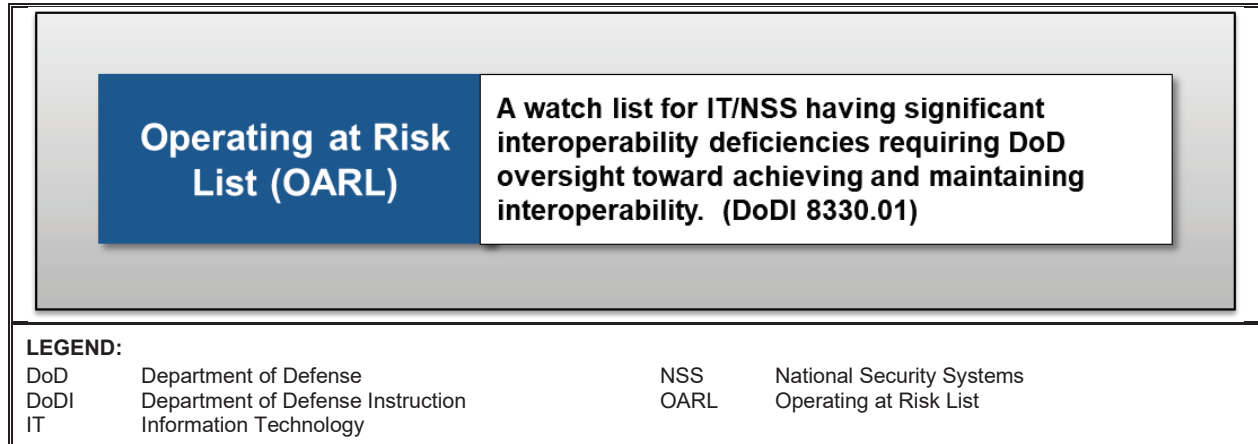 Operating at Risk
List (OARL)
A watch list for IT/NSS having significant
interoperability deficiencies requiring DoD
oversight toward achieving and maintaining
interoperability.  (DoDI 8330.01)
LEGEND:
DoD Department of Defense NSS National Security Systems
DoDI Department of Defense Instruction OARL Operating at Risk List
IT Information Technology